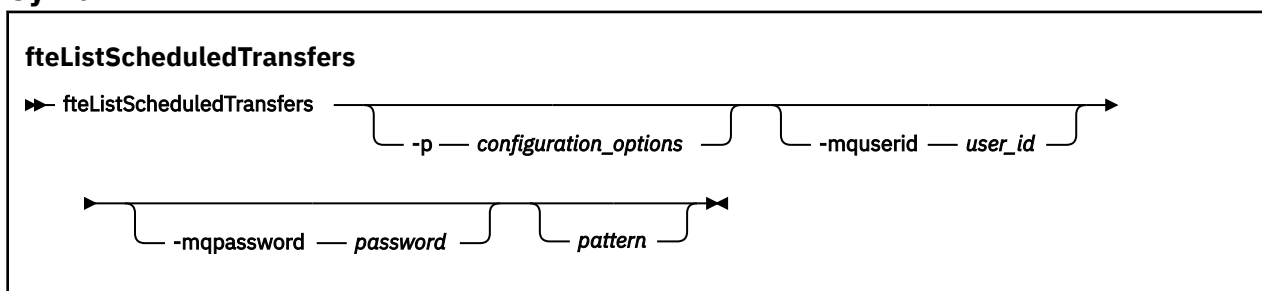 fteListScheduledTransfers
fteListScheduledTransfers
-p configuration_options -mquserid user_id
-mqpassword password pattern